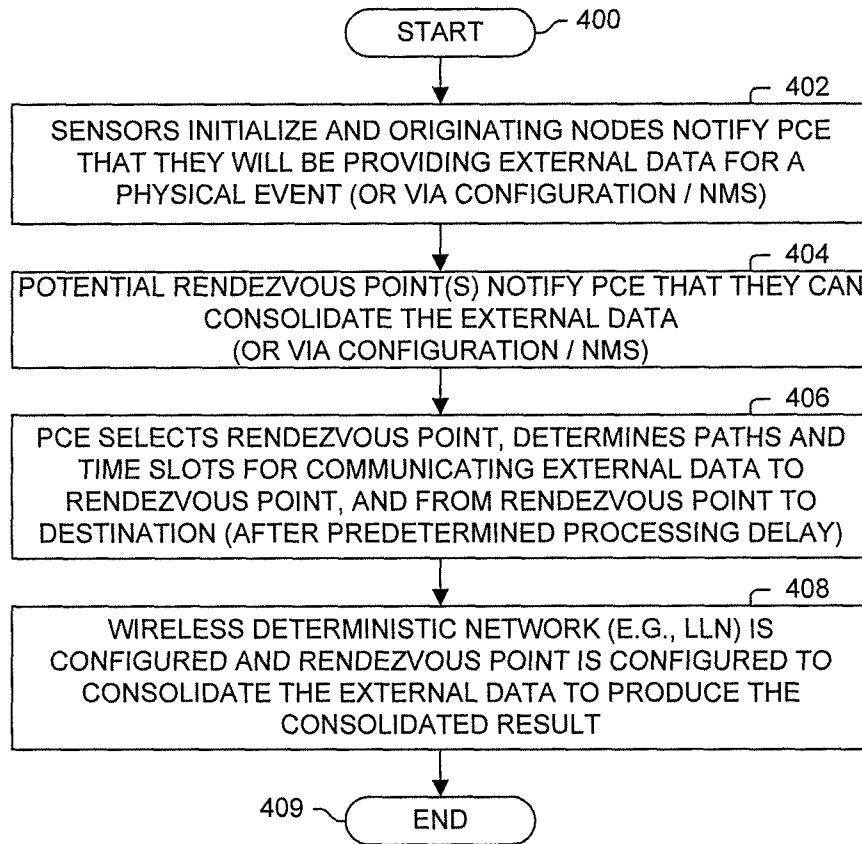 START
400
402
SENSORS INITIALIZE AND ORIGINATING NODES NOTIFY PCE
THAT THEY WILL BE PROVIDING EXTERNAL DATA FOR A
PHYSICAL EVENT (OR VIA CONFIGURATION / NMS)
404
POTENTIAL RENDEZVOUS POINT(S) NOTIFY PCE THAT THEY CAN
CONSOLIDATE THE EXTERNAL DATA
(OR VIA CONFIGURATION / NMS)
406
PCE SELECTS RENDEZVOUS POINT, DETERMINES PATHS AND
TIME SLOTS FOR COMMUNICATING EXTERNAL DATA TO
RENDEZVOUS POINT, AND FROM RENDEZVOUS POINT TO
DESTINATION (AFTER PREDETERMINED PROCESSING DELAY)
408
WIRELESS DETERMINISTIC NETWORK (E.G., LLN) IS
CONFIGURED AND RENDEZVOUS POINT IS CONFIGURED TO
CONSOLIDATE THE EXTERNAL DATA TO PRODUCE THE
CONSOLIDATED RESULT
409
END